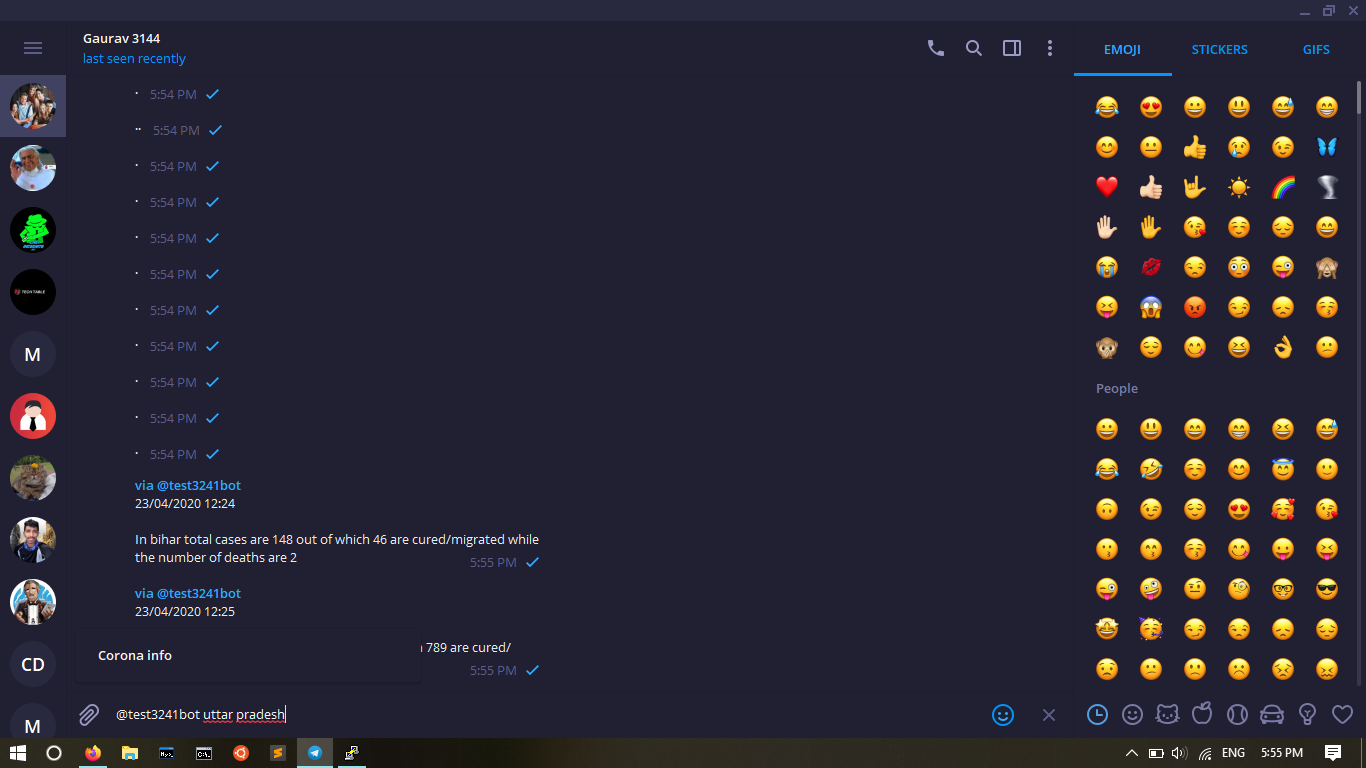 Gaurav 3144
last seen recently
EMOJI
STICKERS
GIFS
. 5:54 PM
.. 5:54 PM
. 5:54 PM
. 5:54 PM
. 5:54 PM
. 5:54 PM
. 5:54 PM
. 5:54 PM
. 5:54 PM
. 5:54 PM
. 5:54 PM
via @test3241bot
23/04/2020 12:24
In bihar total cases are 148 out of which 46 are cured/migrated while
the number of deaths are 2
5:55 PM
via @test3241bot
23/04/2020 12:25
789 are cured/
5:55 PM
Corona info
@test3241bot uttar pradesh
People
TECH TABLE
M
CD
M
ENG
5:55 PM